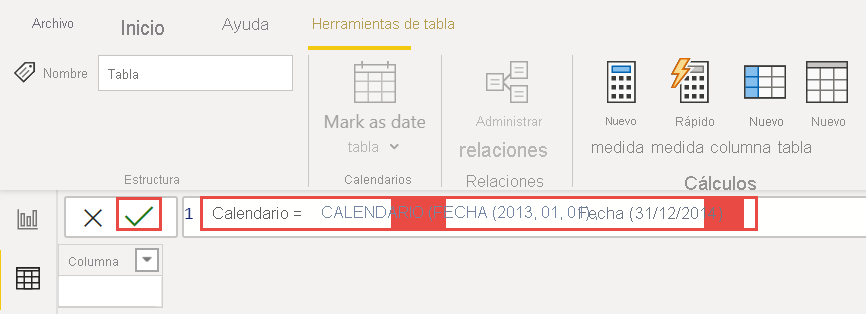 Archivo Inicio Ayuda Herramientas de tabla
Nombre Tabla
Mark as date
tabla
Administrar
relaciones
Nuevo
medida
Rápido
medida
Nuevo
columna
Nuevo
tabla
Estructura Calendarios Relaciones Cálculos
1 Calendario = CALENDARIO (FECHA (2013, 01, 01), Fecha (31/12/201
Columna